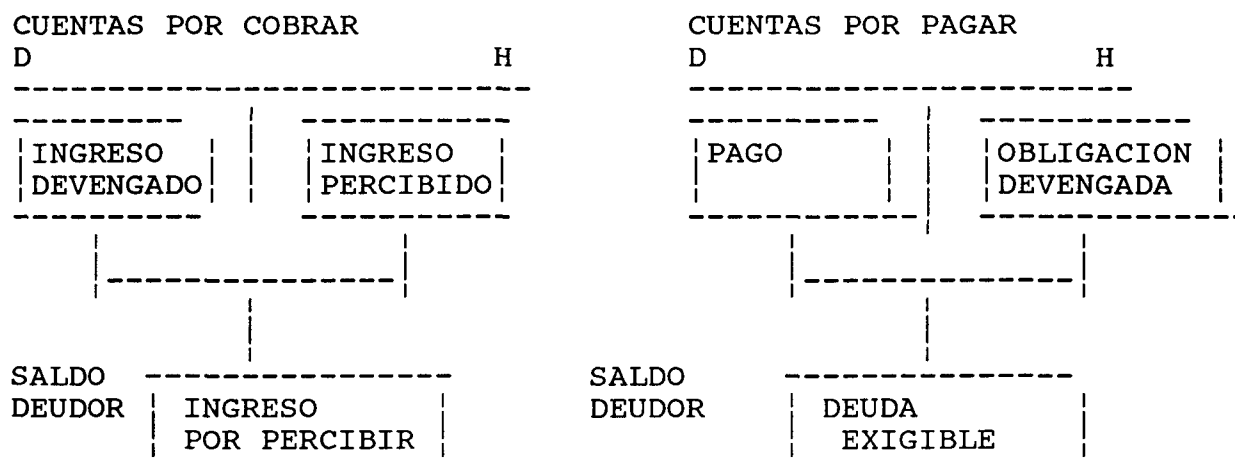 CUENTAS POR COBRAR
D H
INGRESO DEVENGADO
INGRESO PERCIBIDO
SALDO DEUDOR
INGRESO POR PERCIBIR
CUENTAS POR PAGAR
D H
PAGO
OBLIGACION DEVENGADA
SALDO DEUDOR
DEUDA EXIGIBLE